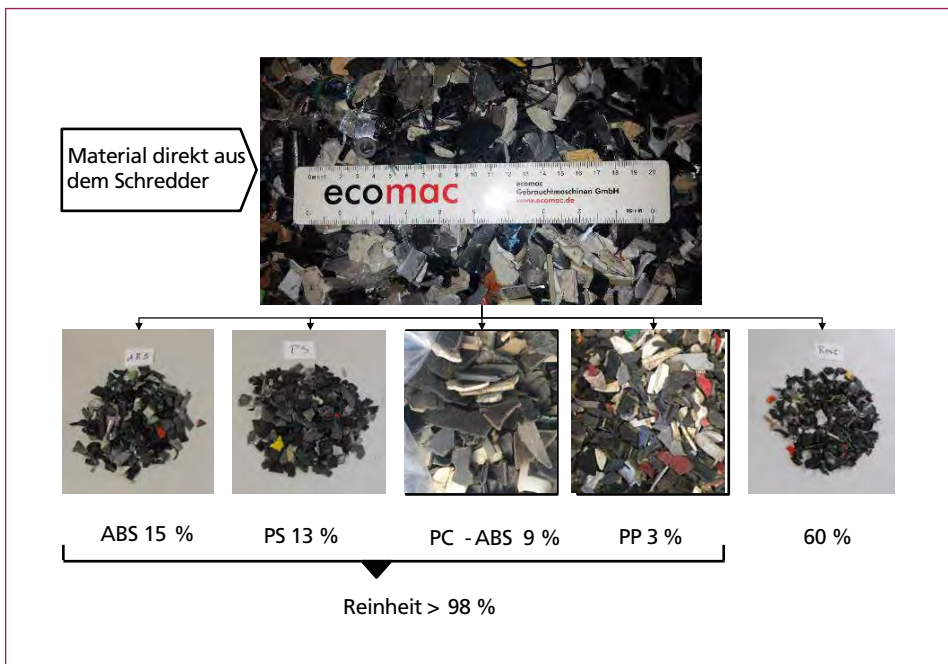 Material direkt aus
dem Schredder
ecomac
ecomac
Gebrauchtmaschinen GmbH
www.ecomac.de
ABS
PS
Rest
ABS 15 %
PS 13 %
PC - ABS 9 %
PP 3 %
60 %
Reinheit > 98 %